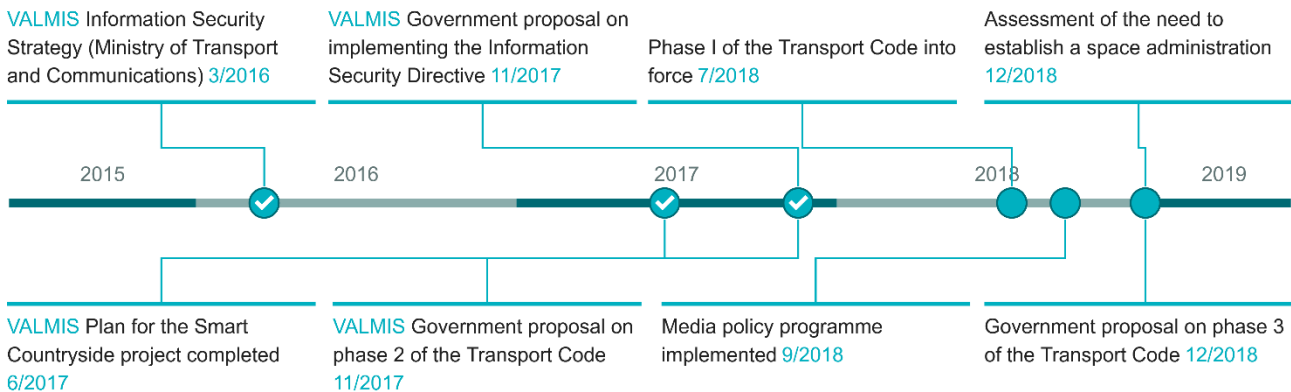 VALMIS Information Security
Strategy (Ministry of Transport
and Communications) 3/2016
VALMIS Government proposal on
implementing the Information
Security Directive 11/2017
Phase I of the Transport Code into
force 7/2018
Assessment of the need to
establish a space administration
12/2018
2015
2016
2017
2018
2019
VALMIS Plan for the Smart
Countryside project completed
6/2017
VALMIS Government proposal on
phase 2 of the Transport Code
11/2017
Media policy programme
implemented 9/2018
Government proposal on phase 3
of the Transport Code 12/2018